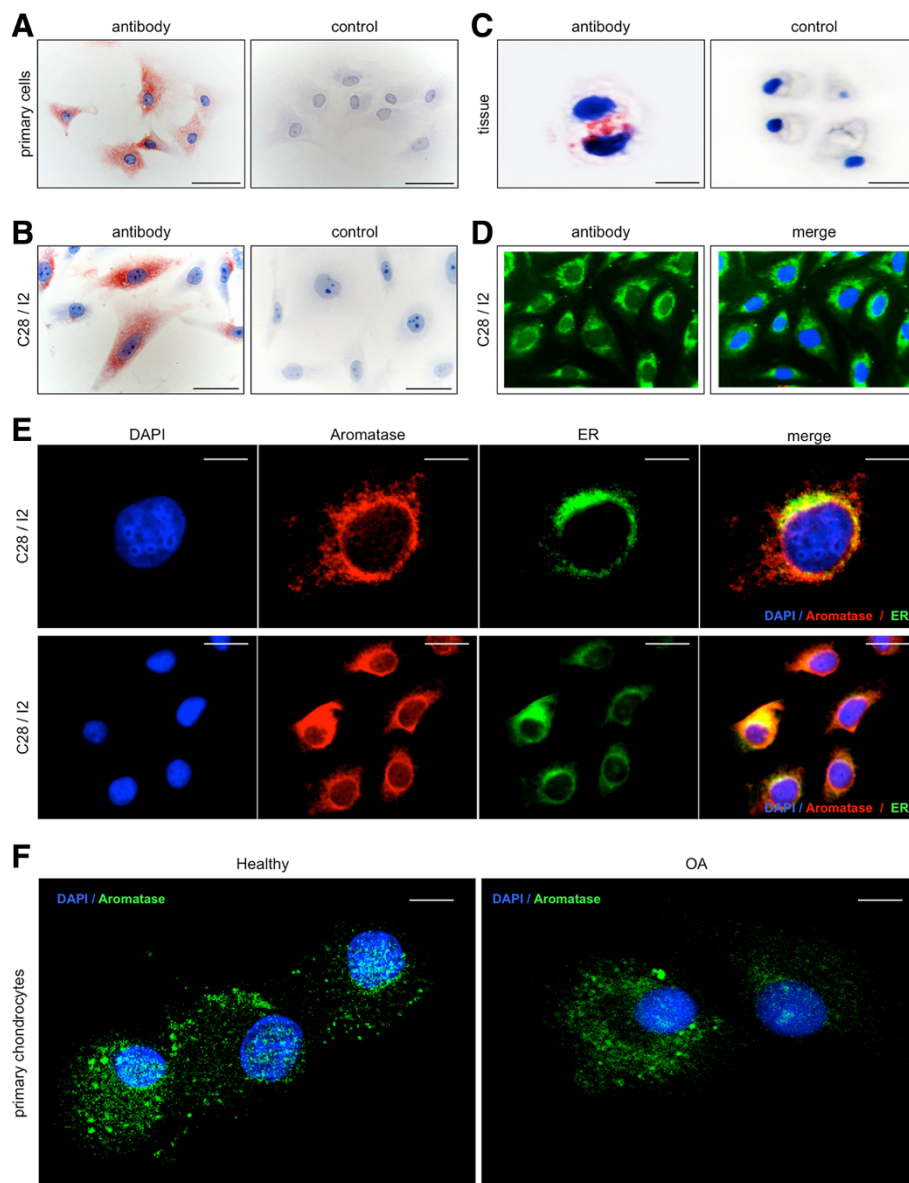 A
antibody
control
primary cells
C
antibody
control
tissue
B
antibody
control
C28 / I2
D
antibody
merge
C28 / I2
E
DAPI
Aromatase
ER
merge
C28 / I2
DAPI / Aromatase / ER
C28 / I2
DAPI / Aromatase / ER
F
Healthy
OA
primary chondrocytes
DAPI / Aromatase
DAPI / Aromatase